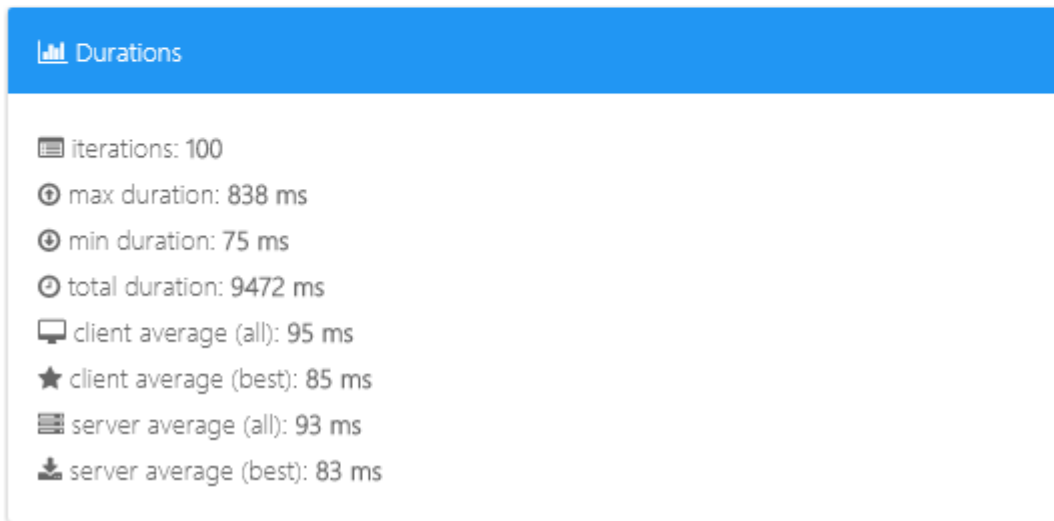 Durations
iterations: 100
max duration: 838 ms
min duration: 75 ms
total duration: 9472 ms
client average (all): 95 ms
client average (best): 85 ms
server average (all): 93 ms
server average (best): 83 ms